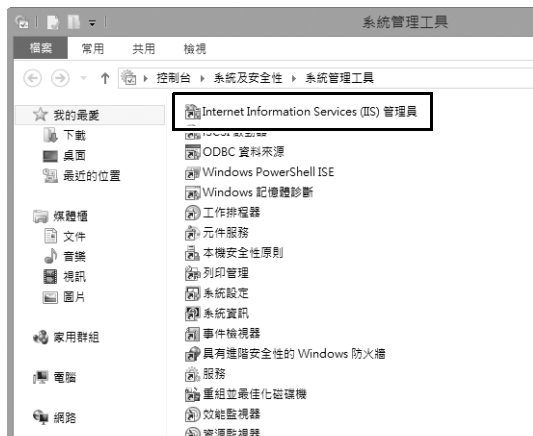 系統管理工具
檔案 常用 共用 檢視
控制台 系統及安全性 系統管理工具
我的最愛
下載
桌面
最近的位置
媒體櫃
文件
音樂
視訊
圖片
家用群組
電腦
網路
Internet Information Services (IIS) 管理員
ODBC 資料來源
Windows PowerShell ISE
Windows 記憶體診斷
工作排程器
元件服務
本機安全性原則
列印管理
系統設定
系統資訊
事件檢視器
具有進階安全性的 Windows 防火牆
服務
重組並最佳化磁碟機
效能監視器
資源監視器